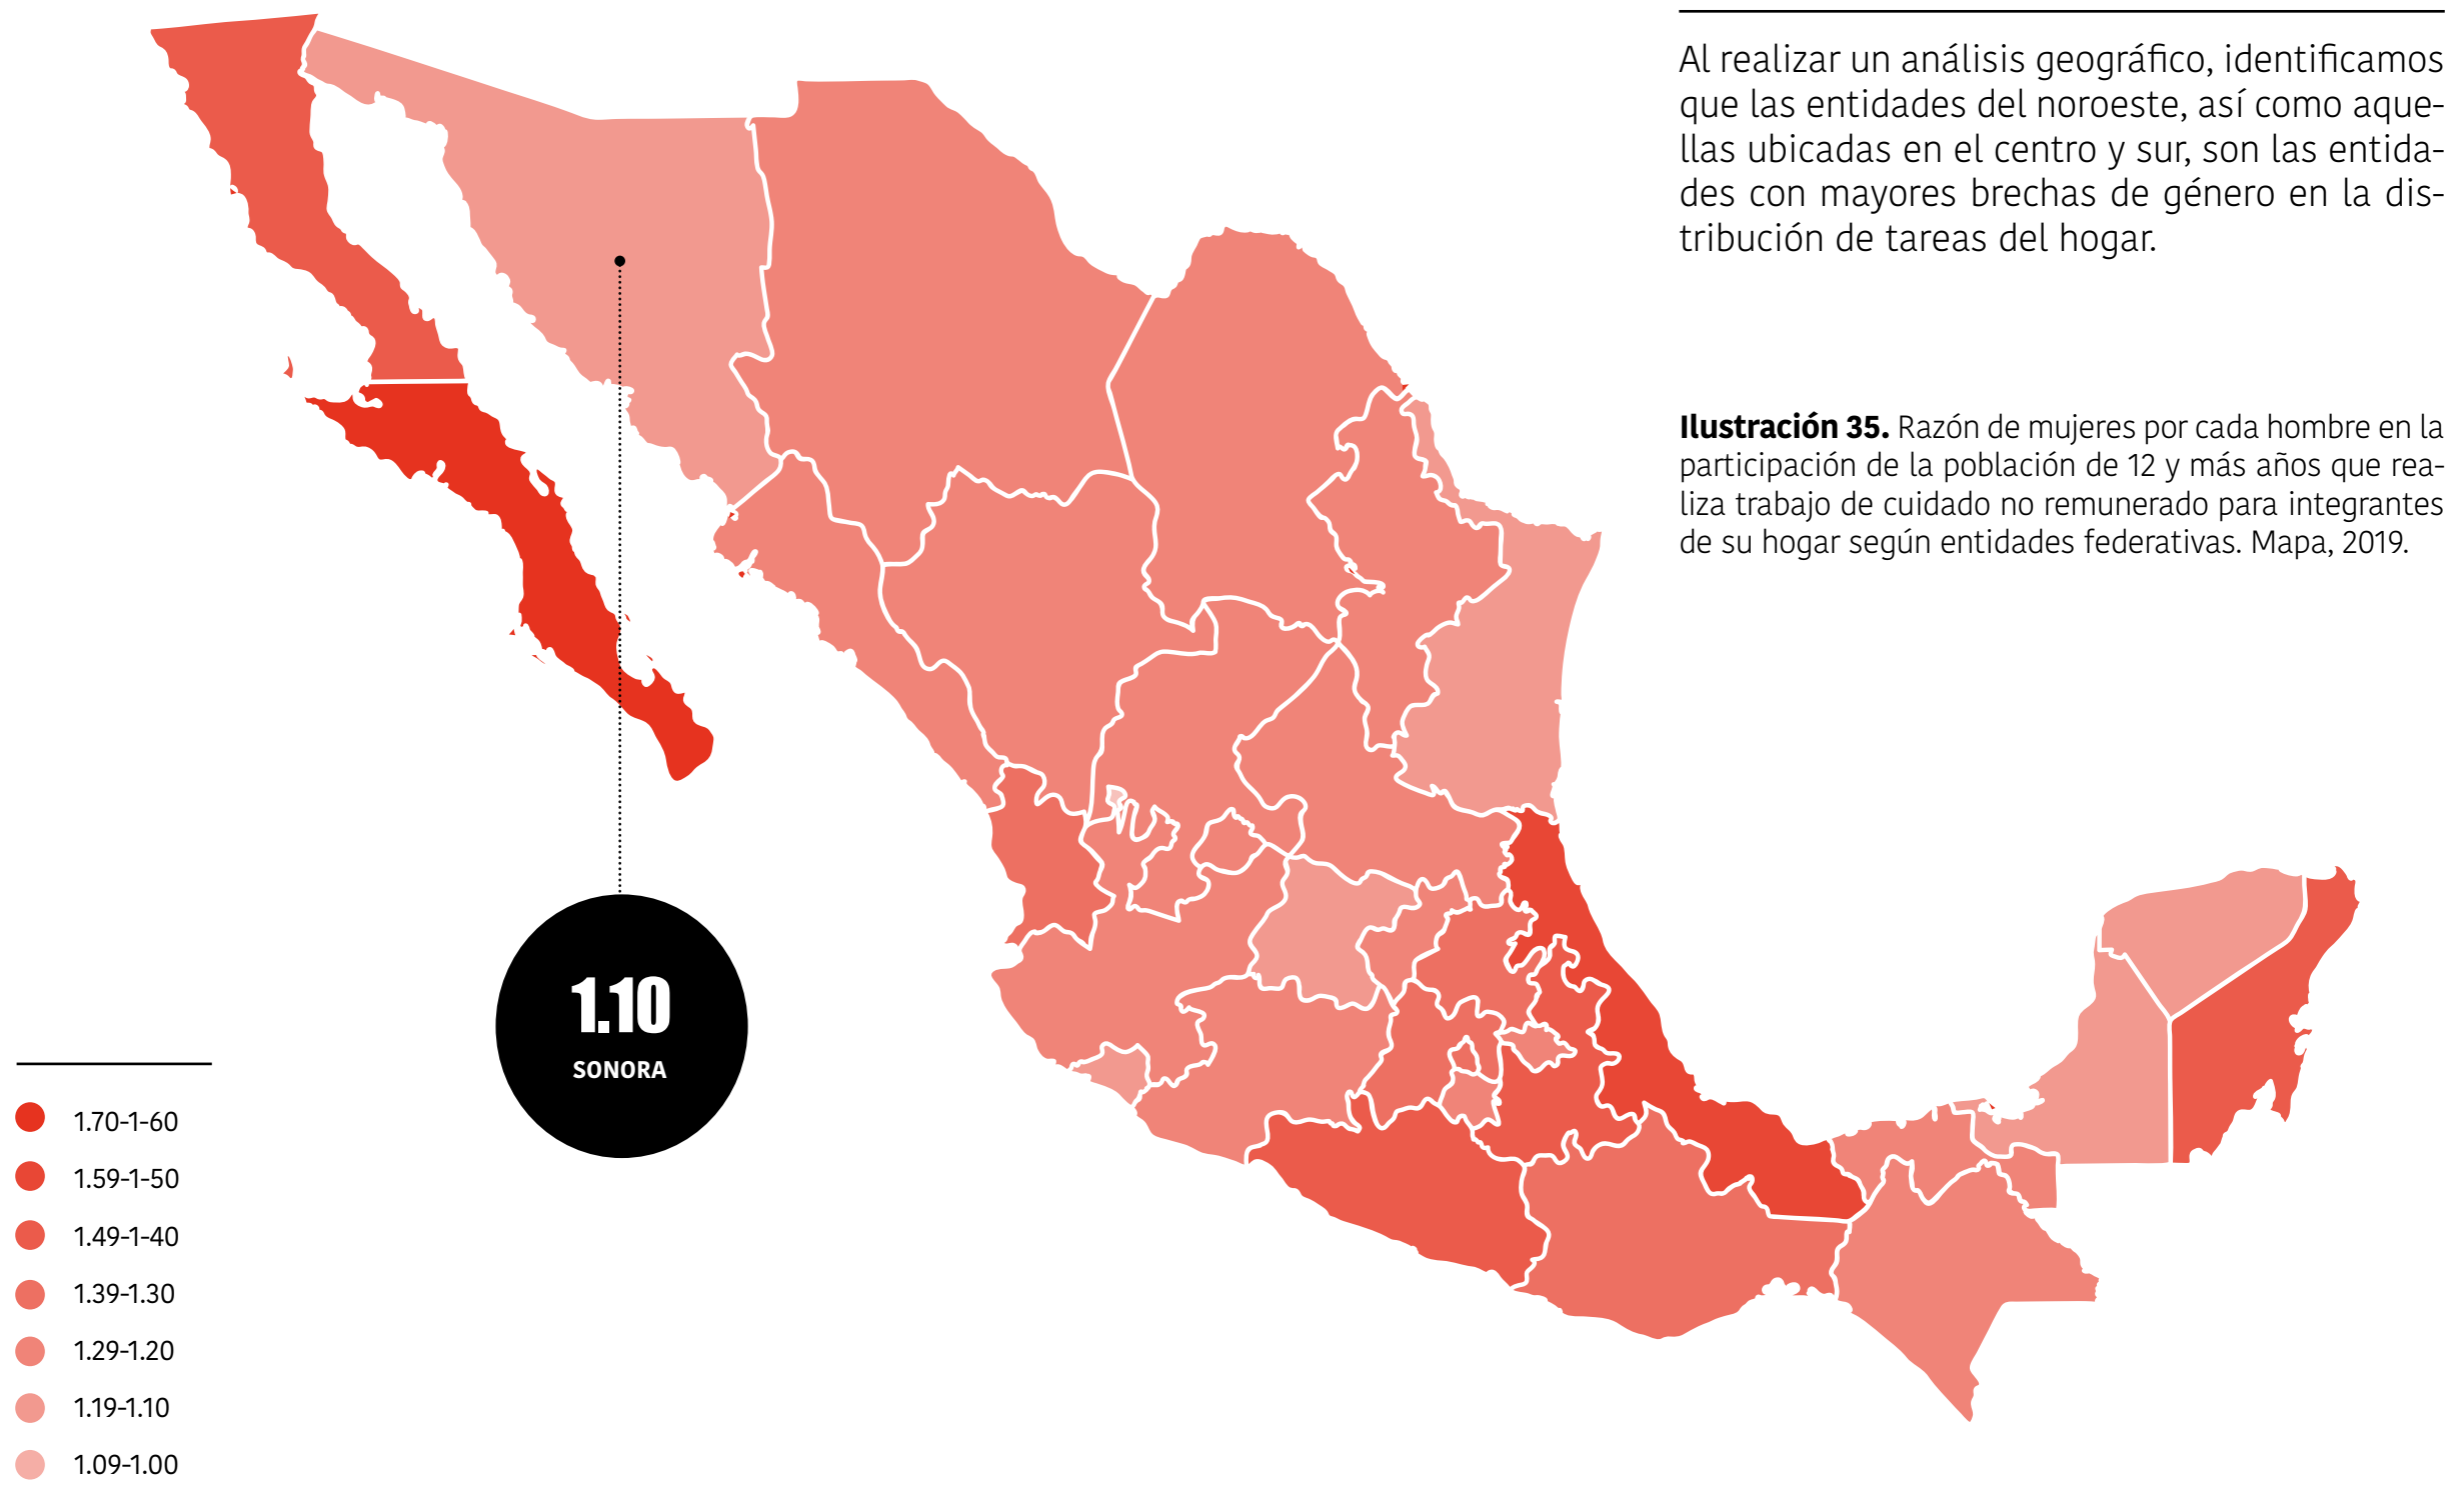 Al realizar un análisis geográfico, identificamos
que las entidades del noroeste, así como aque-
llas ubicadas en el centro y sur, son las entida-
des con mayores brechas de género en la dis-
tribución de tareas del hogar.
Ilustración 35. Razón de mujeres por cada hombre en la
participación de la población de 12 y más años que rea-
liza trabajo de cuidado no remunerado para integrantes
de su hogar según entidades federativas. Mapa, 2019.
1.10
SONORA
1.70-1-60
1.59-1-50
1.49-1-40
1.39-1.30
1.29-1.20
1.19-1.10
1.09-1.00